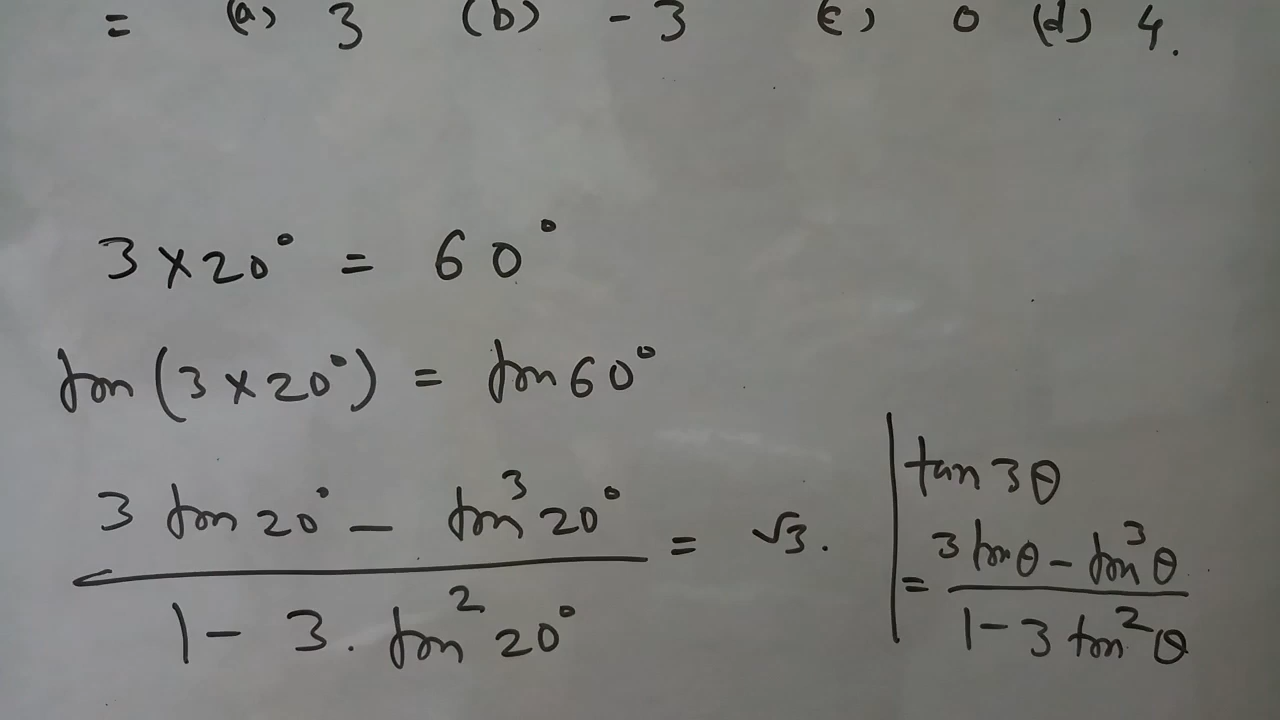 = (a) 3 (b) -3 (c) 0 (d) 4.
3 × 20° = 60°
tan (3 × 20°) = tan 60°
3 tan 20° - tan³ 20°
/ 1 - 3. tan² 20° = √3.
tan 3θ
= 3 tan θ - tan³ θ
/ 1 - 3 tan² θ